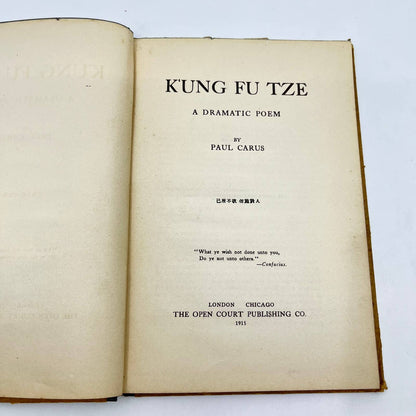 K'UNG FU TZE
A DRAMATIC POEM
BY
PAUL CARUS
己所不欲 勿施於人
"What ye wish not done unto you,
Do ye not unto others."
—Confucius.
LONDON CHICAGO
THE OPEN COURT PUBLISHING CO.
1915